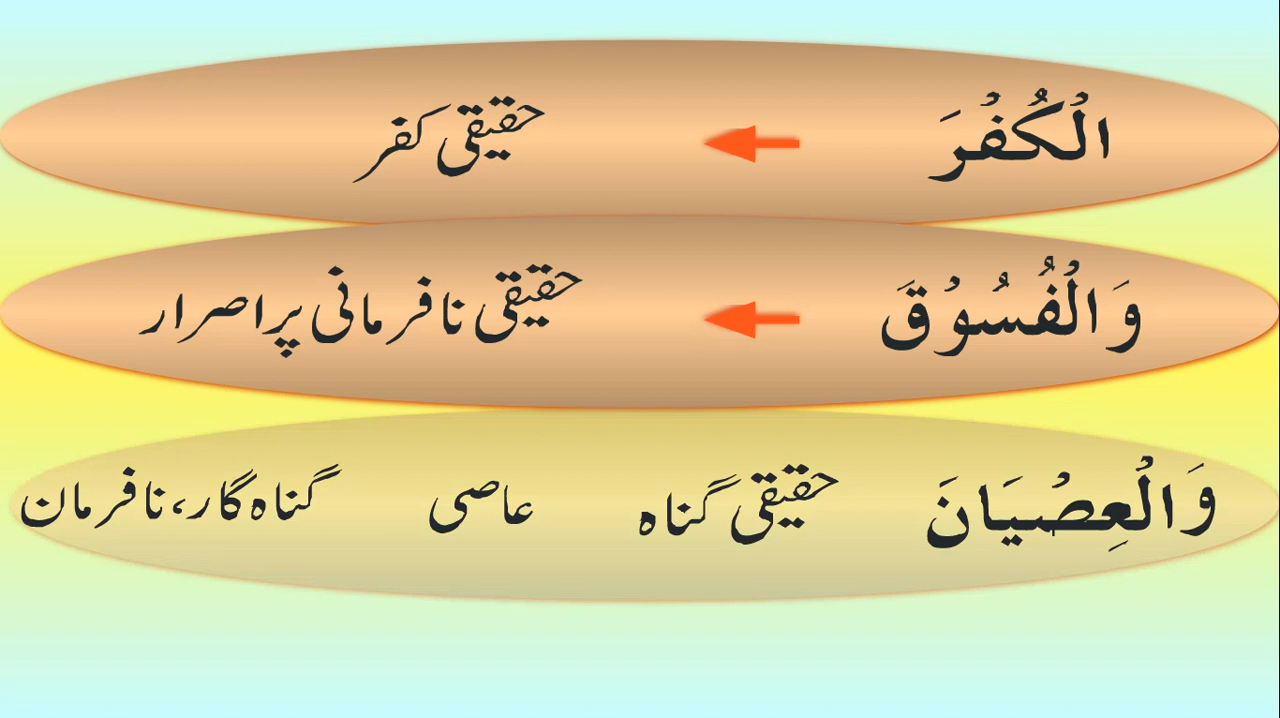 الْكُفْرَ حقیقی کفر
وَالْفُسُوْقَ حقیقی نافرمانی پر اصرار
وَالْعِصْيَانَ حقیقی گناہ عاصی گناہ گار، نافرمان